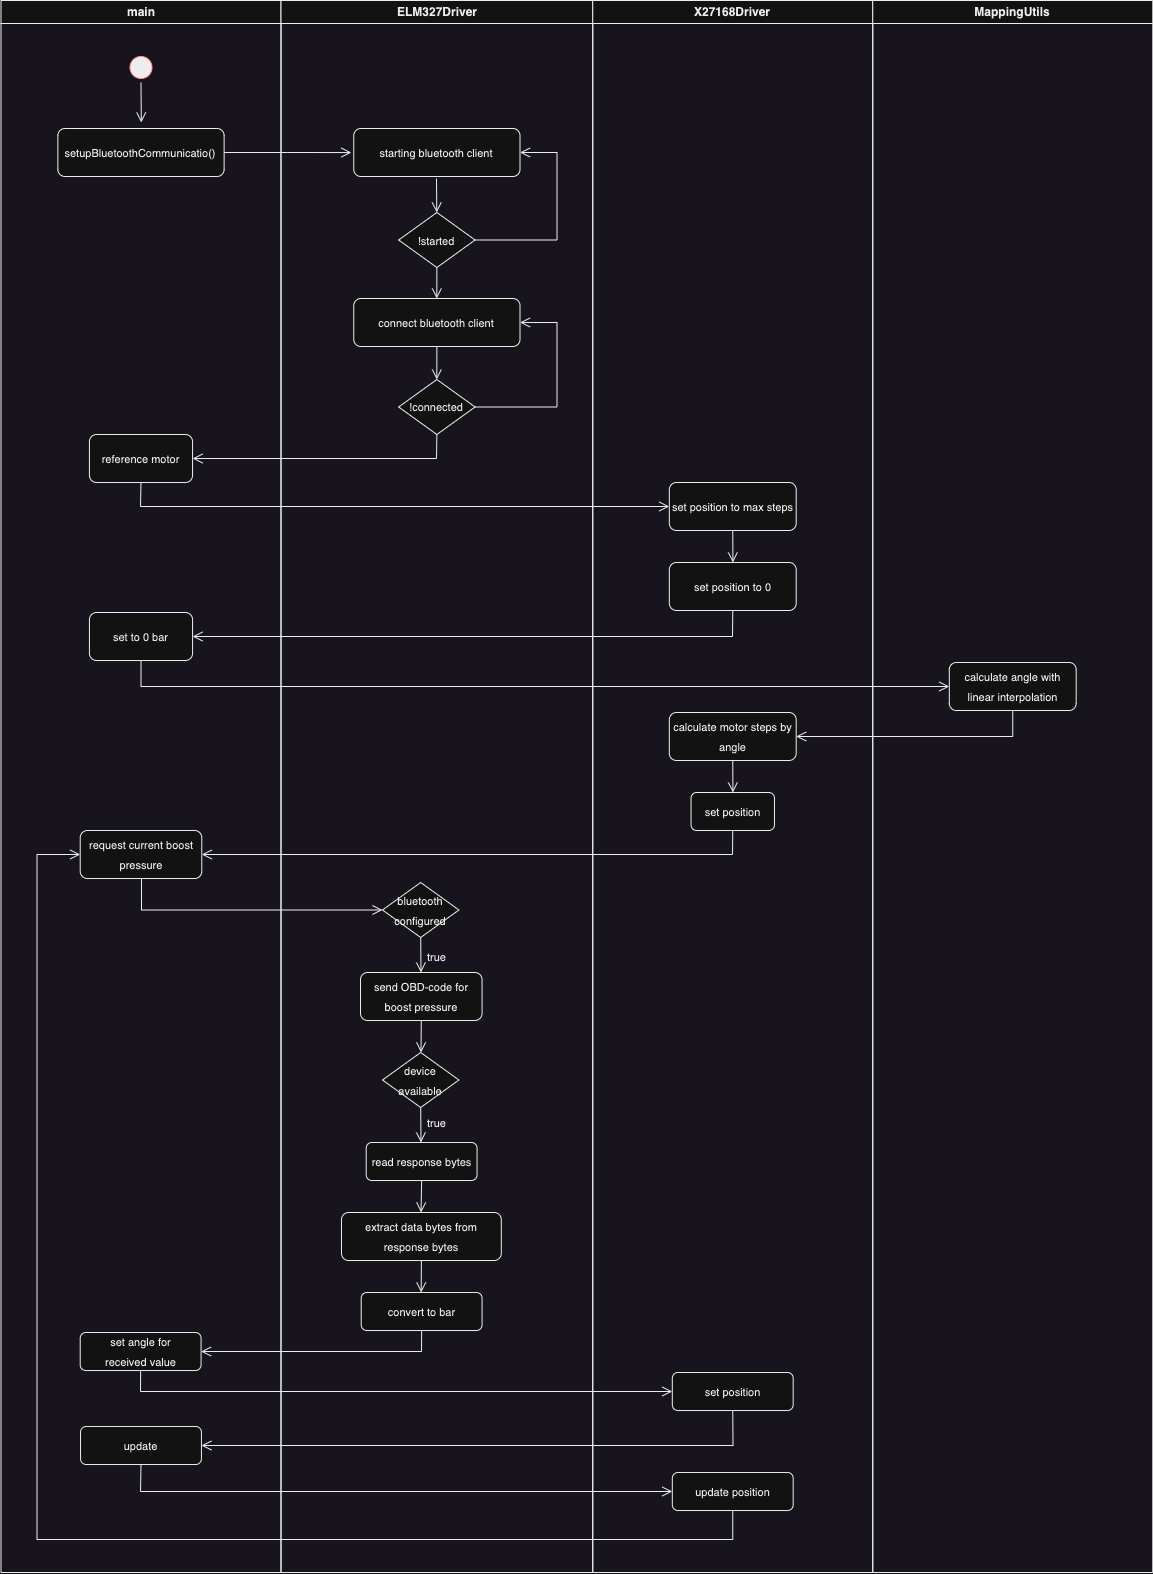 main
ELM327Driver
X27168Driver
MappingUtils
setupBluetoothCommunicatio()
starting bluetooth client
!started
connect bluetooth client
!connected
reference motor
set position to max steps
set position to 0
set to 0 bar
calculate angle with
linear interpolation
calculate motor steps by
angle
set position
request current boost
pressure
bluetooth
configured
true
send OBD-code for
boost pressure
device
available
true
read response bytes
extract data bytes from
response bytes
convert to bar
set angle for
received value
set position
update
update position